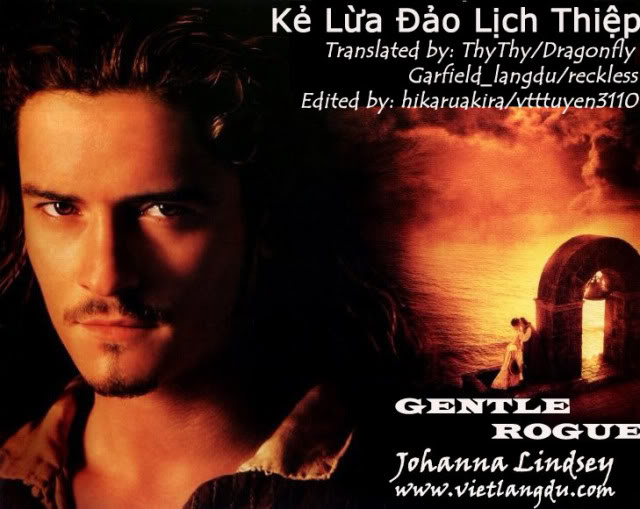 Kẻ Lừa Đảo Lịch Thiệp
Translated by: ThyThy/Dragonfly
Garfield_langdu/reckless
Edited by: hikaruakira/vtttuyen3110
GENTLE
ROGUE
Johanna Lindsey
www.vietlangdu.com